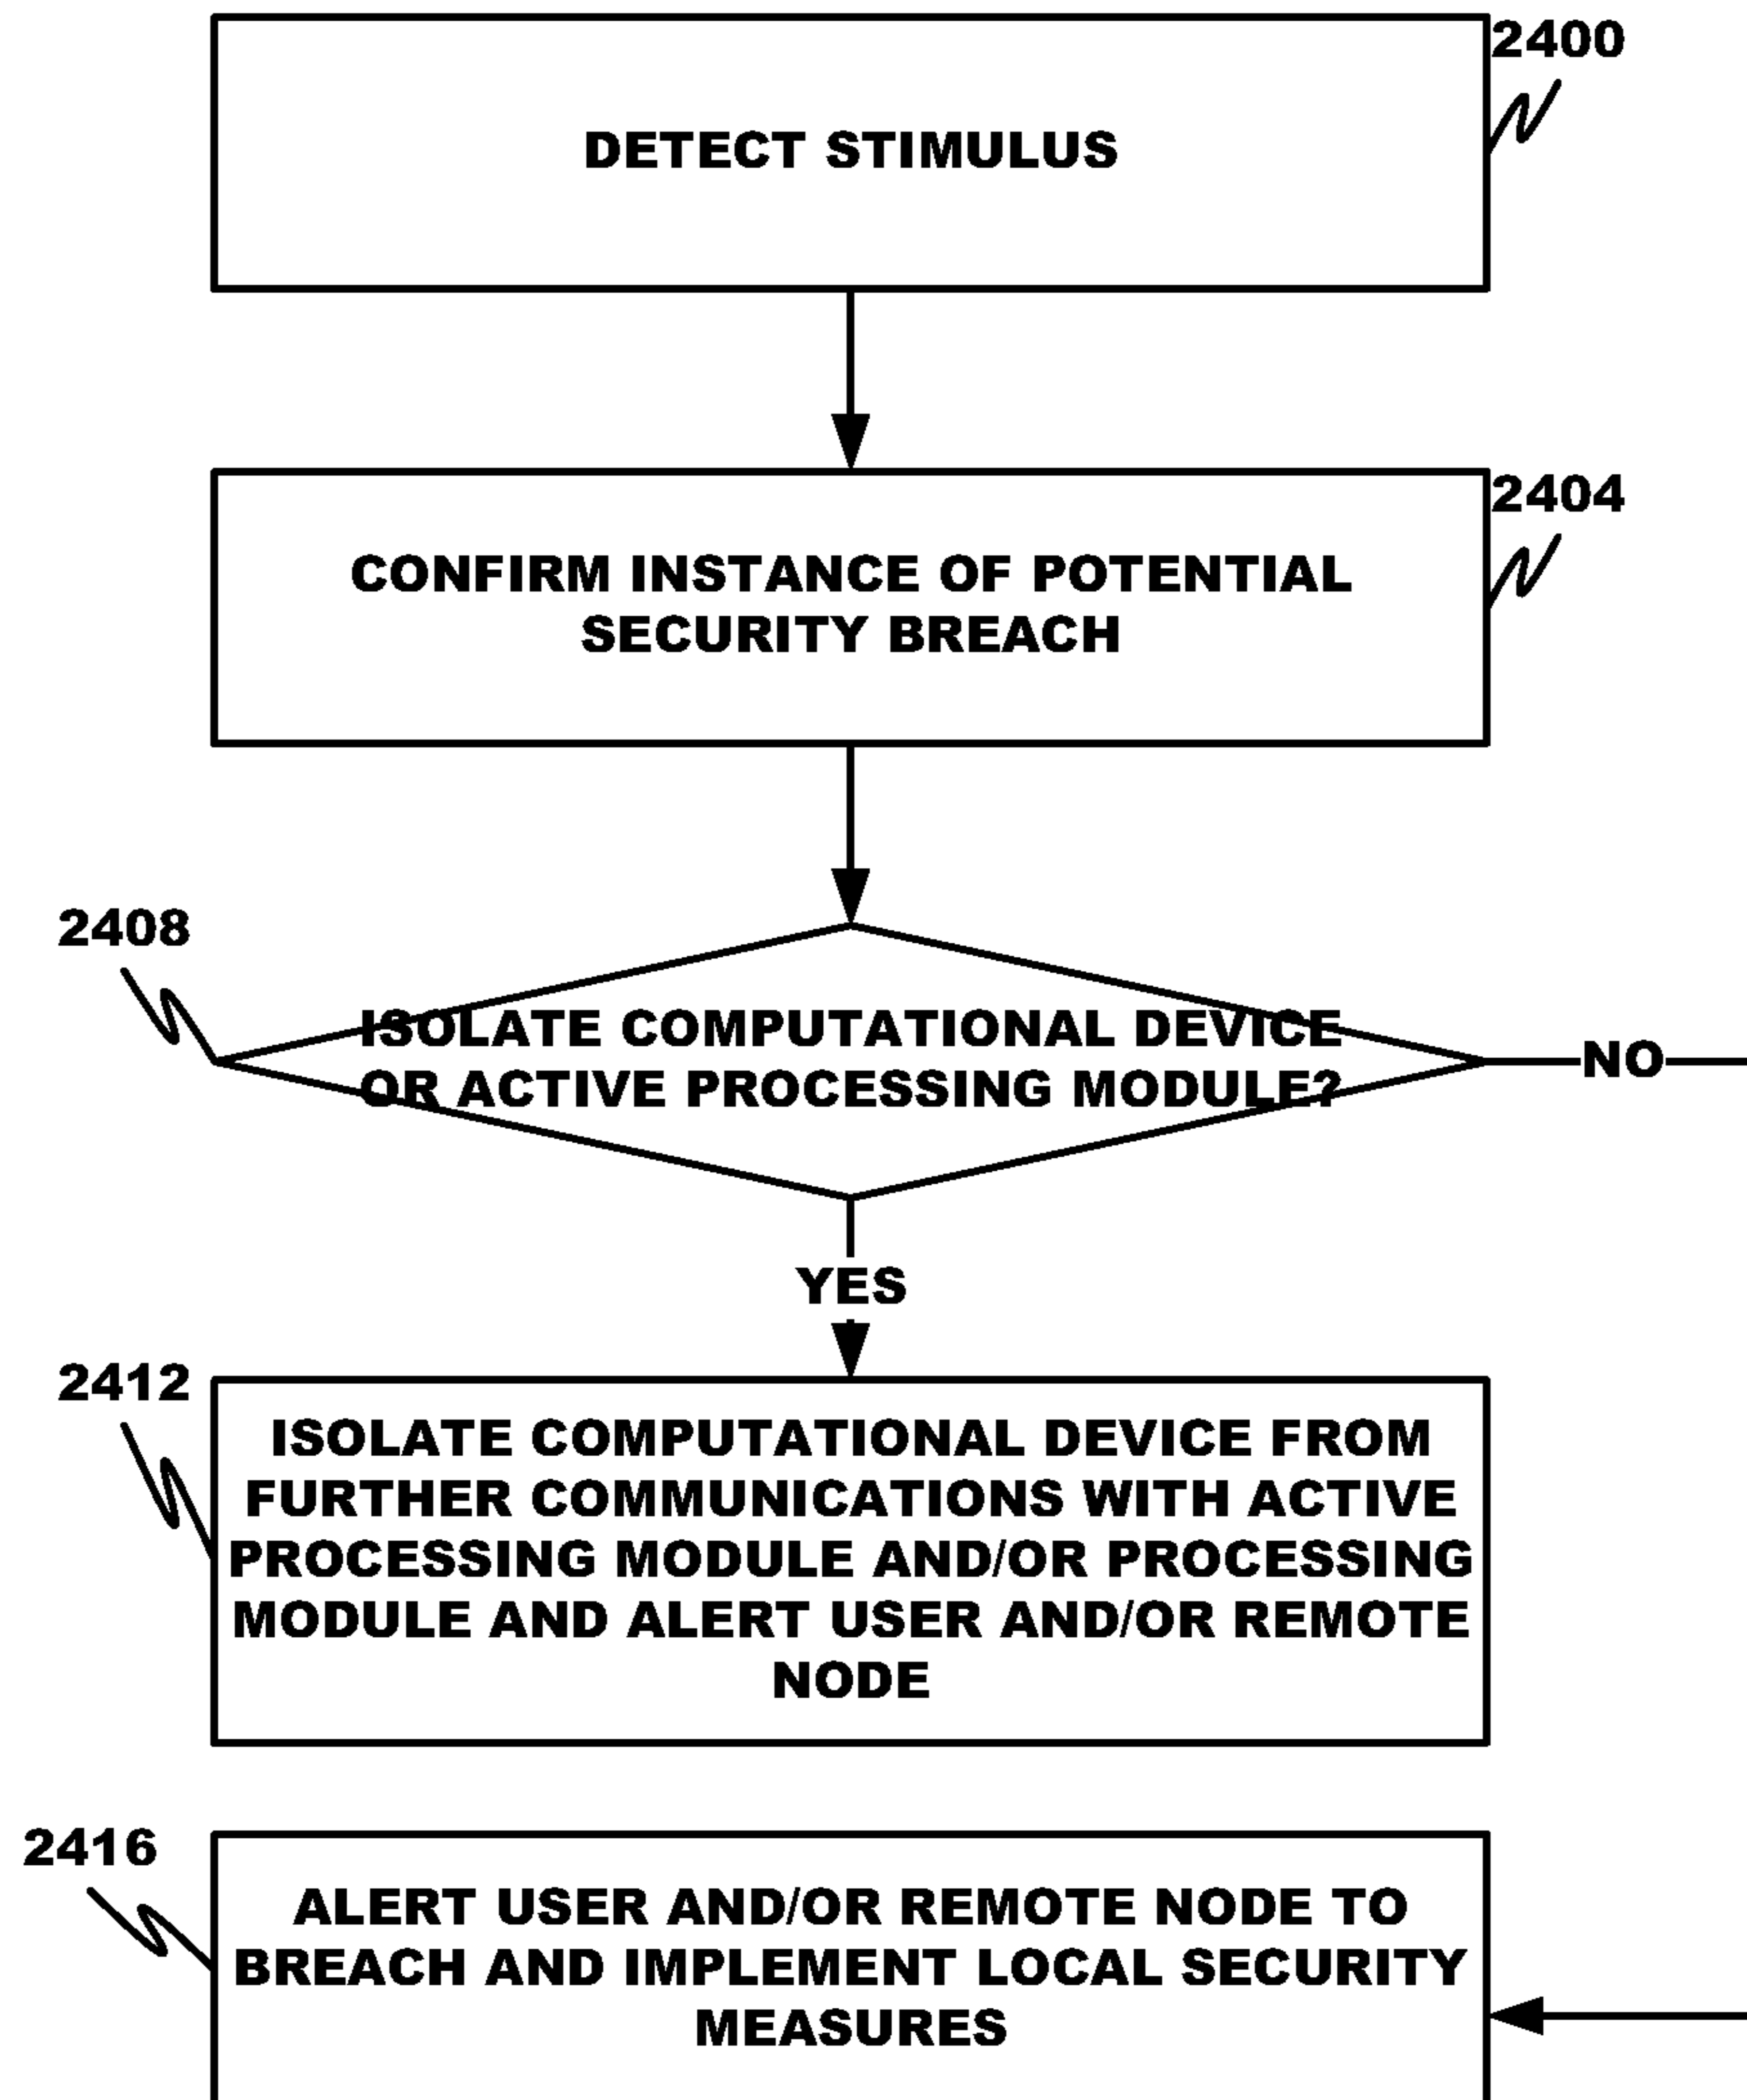 2400
DETECT STIMULUS
2404
CONFIRM INSTANCE OF POTENTIAL
SECURITY BREACH
2408
ISOLATE COMPUTATIONAL DEVICE
OR ACTIVE PROCESSING MODULE?
NO
YES
2412
ISOLATE COMPUTATIONAL DEVICE FROM
FURTHER COMMUNICATIONS WITH ACTIVE
PROCESSING MODULE AND/OR PROCESSING
MODULE AND ALERT USER AND/OR REMOTE
NODE
2416
ALERT USER AND/OR REMOTE NODE TO
BREACH AND IMPLEMENT LOCAL SECURITY
MEASURES